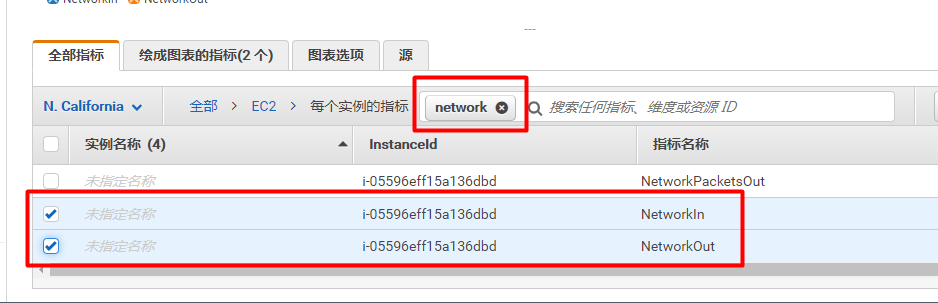 NetworkIn NetworkOut
---
全部指标 绘成图表的指标(2 个) 图表选项 源
N. California 全部 > EC2 > 每个实例的指标 network 搜索任何指标、维度或资源 ID
实例名称 (4) InstanceId 指标名称
未指定名称 i-05596eff15a136dbd NetworkPacketsOut
未指定名称 i-05596eff15a136dbd NetworkIn
未指定名称 i-05596eff15a136dbd NetworkOut